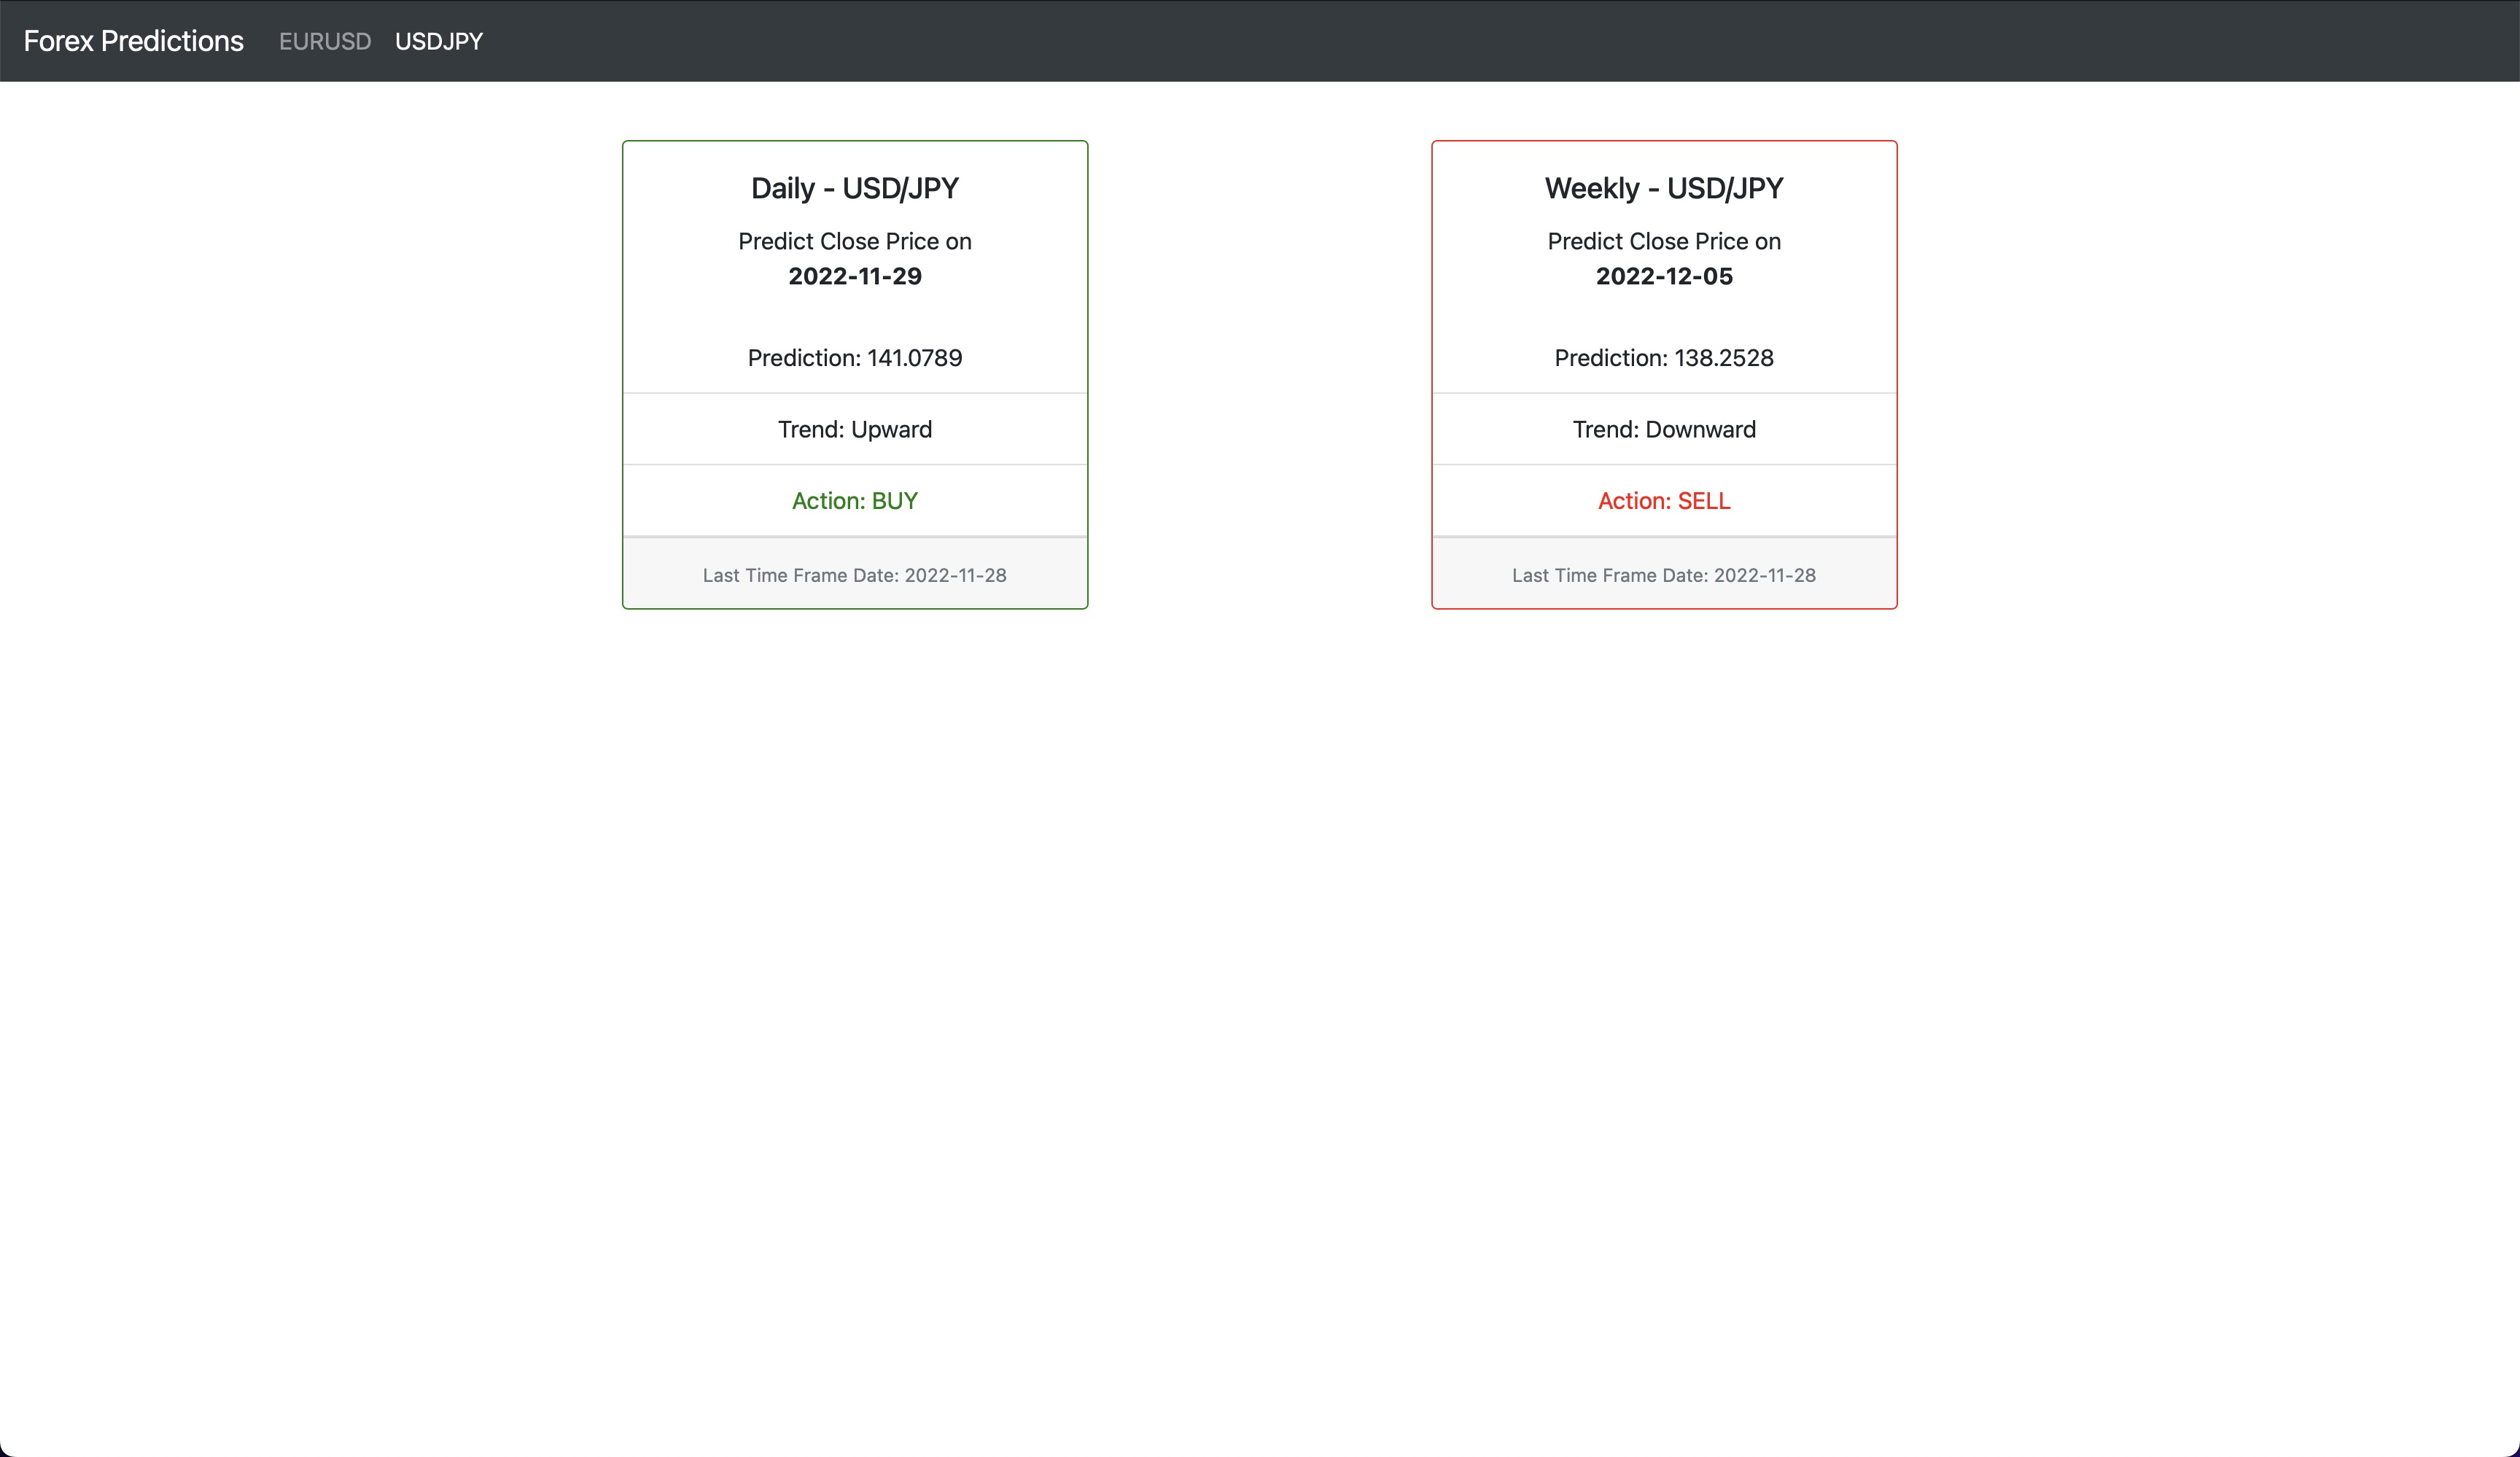 Forex Predictions EURUSD USDJPY
Daily - USD/JPY
Predict Close Price on
2022-11-29
Prediction: 141.0789
Trend: Upward
Action: BUY
Last Time Frame Date: 2022-11-28
Weekly - USD/JPY
Predict Close Price on
2022-12-05
Prediction: 138.2528
Trend: Downward
Action: SELL
Last Time Frame Date: 2022-11-28